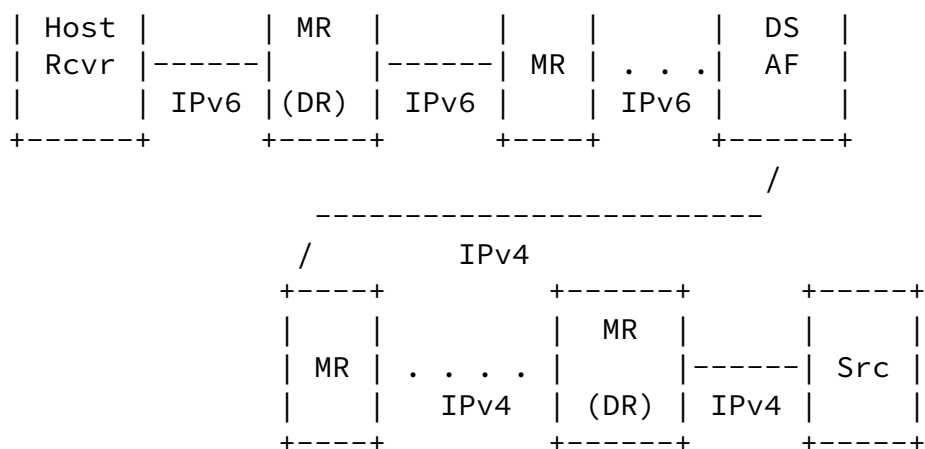 | Host |      | MR  |      |    |      |  DS  |
| Rcvr |------|     |------| MR | . . .|  AF  |
|      | IPv6 |(DR) | IPv6 |    | IPv6 |      |
+------+      +-----+      +----+      +------+
                                          /
                 -------------------------
                /        IPv4
               +----+         +------+      +-----+
               |    |         |  MR  |      |     |
               | MR | . . . . |      |------| Src |
               |    |   IPv4  | (DR) | IPv4 |     |
               +----+         +------+      +-----+